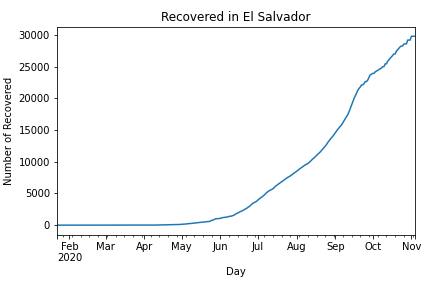 Recovered in El Salvador
Number of Recovered
30000
25000
20000
15000
10000
5000
0
Feb Mar Apr May Jun Jul Aug Sep Oct Nov
2020
Day